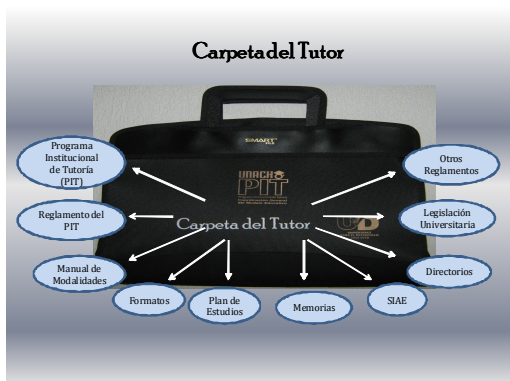 Carpeta del Tutor
SMART
UNACH
PIT
Carpeta del Tutor
Programa
Institucional
de Tutoría
(PIT)
Reglamento del
PIT
Manual de
Modalidades
Formatos
Plan de
Estudios
Memorias
SIAE
Directorios
Legislación
Universitaria
Otros
Reglamentos